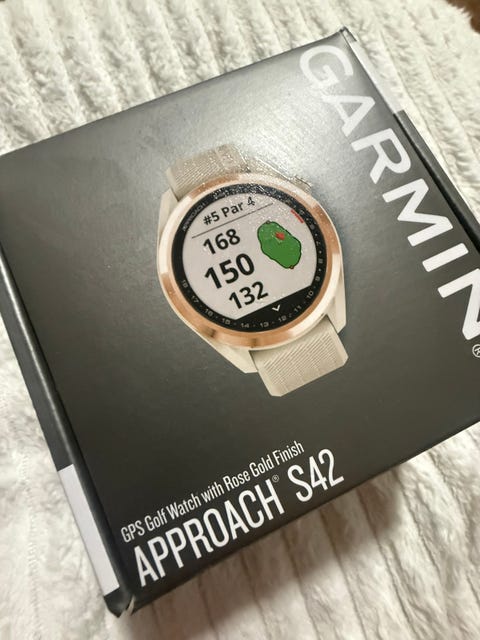 GARMIN
#5 Par 4
168
150
132
GPS Golf Watch with Rose Gold Finish
APPROACH® S42